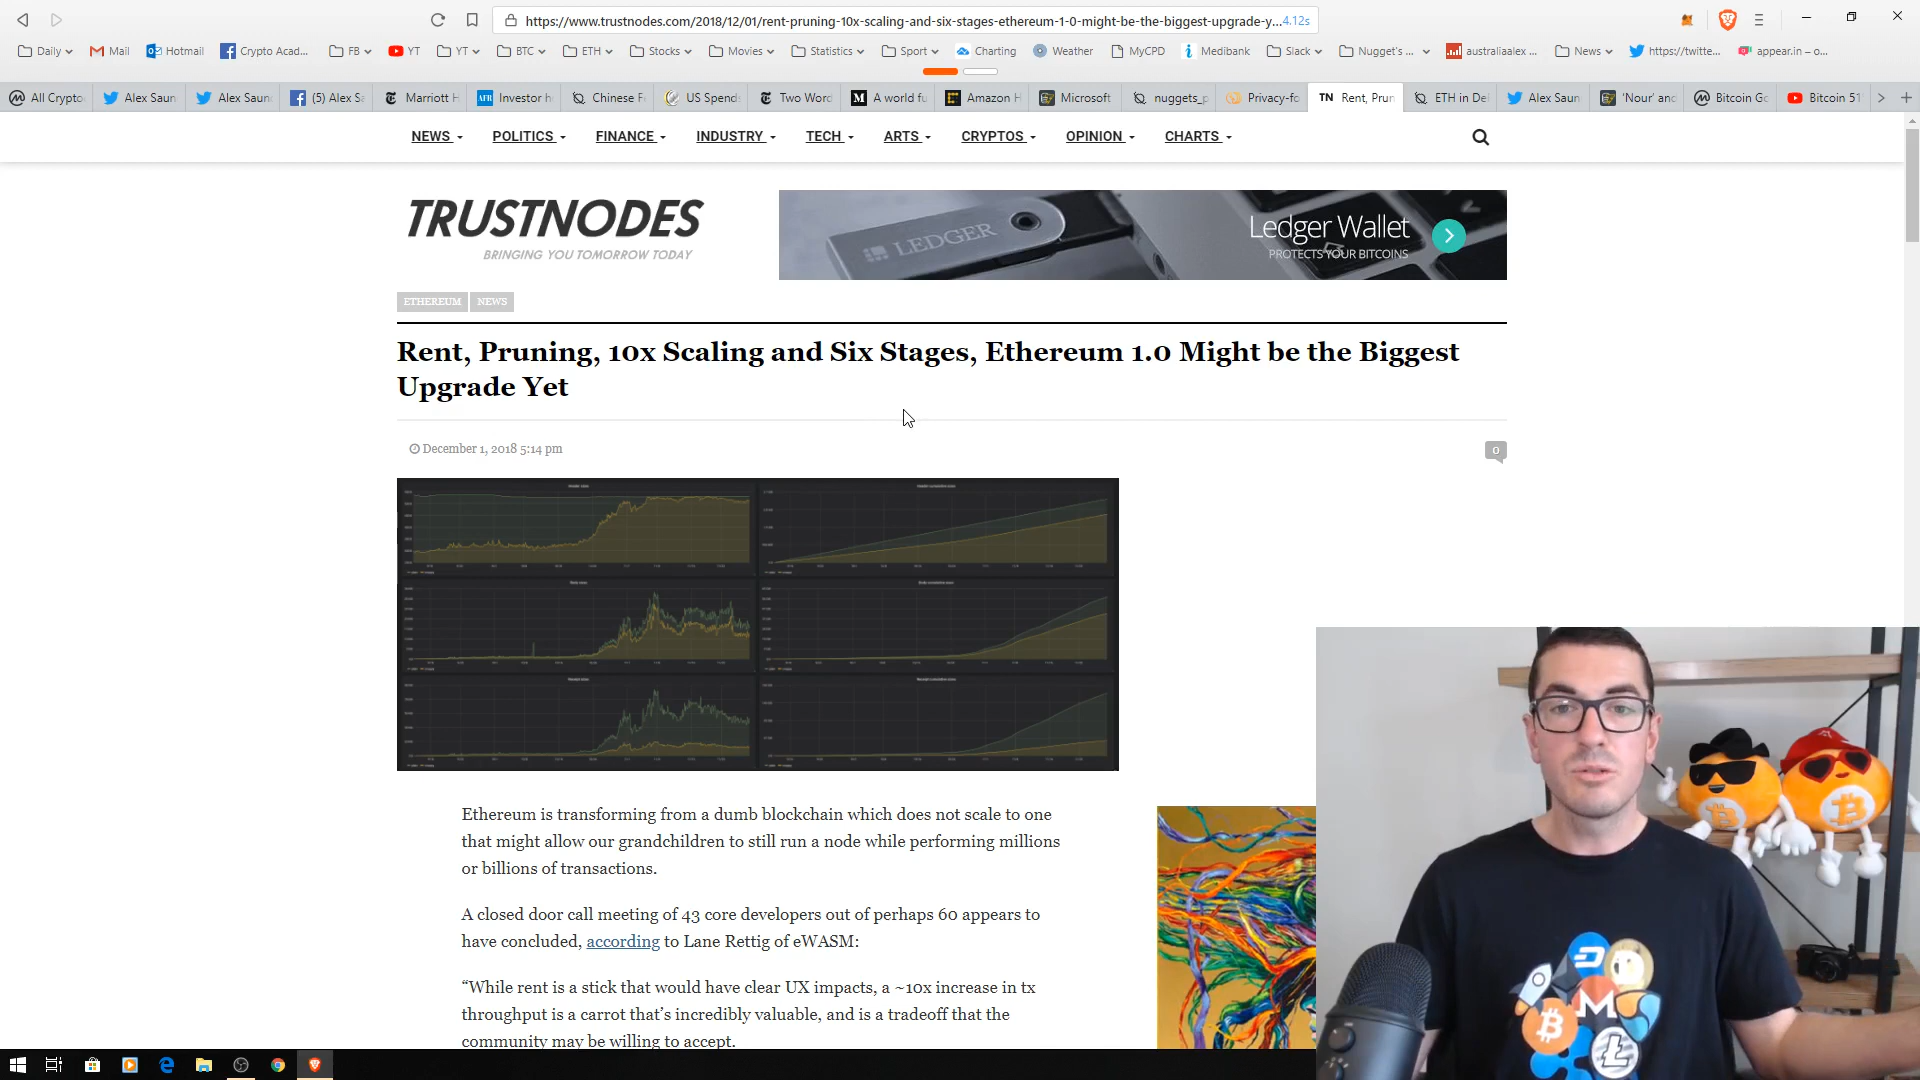 https://www.trustnodes.com/2018/12/01/rent-pruning-10x-scaling-and-six-stages-ethereum-1-0-might-be-the-biggest-upgrade-y... 4.12s
Daily Mail Hotmail Crypto Acad... FB YT YT BTC ETH Stocks Movies Statistics Sport Charting Weather MyCPD Medibank Slack Nugget's ... australiaalex ... News https://twitte... appear.in – o...
All Crypto Alex Saun Alex Saun (5) Alex Sa Marriott H Investor h Chinese F US Spend Two Word A world fu Amazon H Microsoft nuggets_p Privacy-fo TN Rent, Prun ETH in De Alex Saun 'Nour' and Bitcoin Go Bitcoin 51
NEWS POLITICS FINANCE INDUSTRY TECH ARTS CRYPTOS OPINION CHARTS
TRUSTNODES
BRINGING YOU TOMORROW TODAY
LEDGER
Ledger Wallet
PROTECTS YOUR BITCOINS
ETHEREUM NEWS
Rent, Pruning, 10x Scaling and Six Stages, Ethereum 1.0 Might be the Biggest
Upgrade Yet
December 1, 2018 5:14 pm
0
Ethereum is transforming from a dumb blockchain which does not scale to one
that might allow our grandchildren to still run a node while performing millions
or billions of transactions.
A closed door call meeting of 43 core developers out of perhaps 60 appears to
have concluded, according to Lane Rettig of eWASM:
“While rent is a stick that would have clear UX impacts, a ~10x increase in tx
throughput is a carrot that’s incredibly valuable, and is a tradeoff that the
community may be willing to accept.